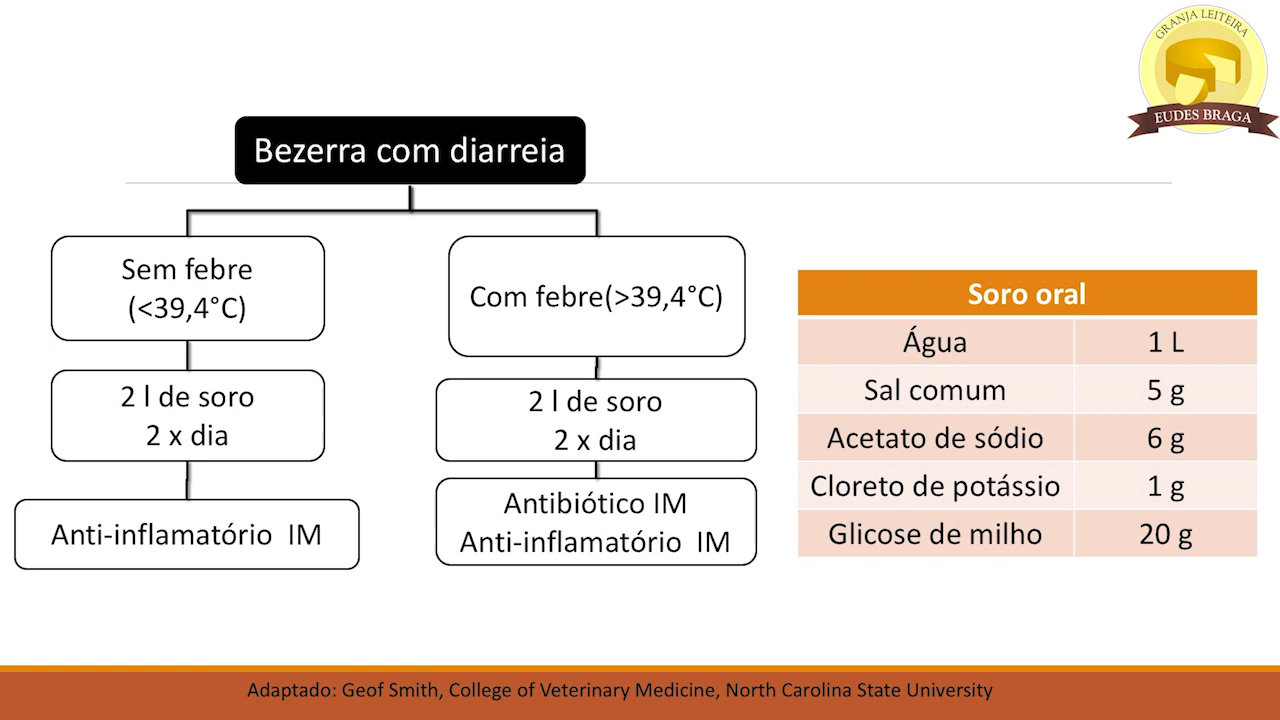 GRANJA LEITEIRA
EUDES BRAGA
Bezerra com diarreia
Sem febre
(<39,4°C)
2 l de soro
2 x dia
Anti-inflamatório IM
Com febre(>39,4°C)
2 l de soro
2 x dia
Antibiótico IM
Anti-inflamatório IM
Soro oral
Água 1 L
Sal comum 5 g
Acetato de sódio 6 g
Cloreto de potássio 1 g
Glicose de milho 20 g
Adaptado: Geof Smith, College of Veterinary Medicine, North Carolina State University